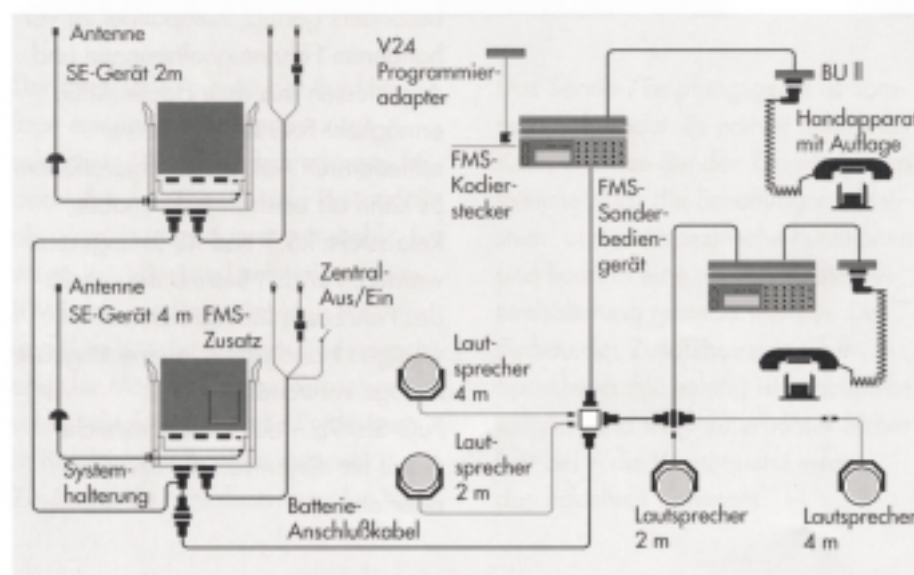 Antenne
SE-Gerät 2m
V24
Programmier-
adapter
BU II
Handapparat
mit Auflage
FMS-
Kodier-
stecker
FMS-
Sonder-
bedien-
gerät
Antenne
SE-Gerät 4 m
FMS-
Zusatz
Zentral-
Aus/Ein
Laut-
sprecher
4 m
Laut-
sprecher
2 m
System-
halterung
Batterie-
Anschlußkabel
Lautsprecher
2 m
Lautsprecher
4 m